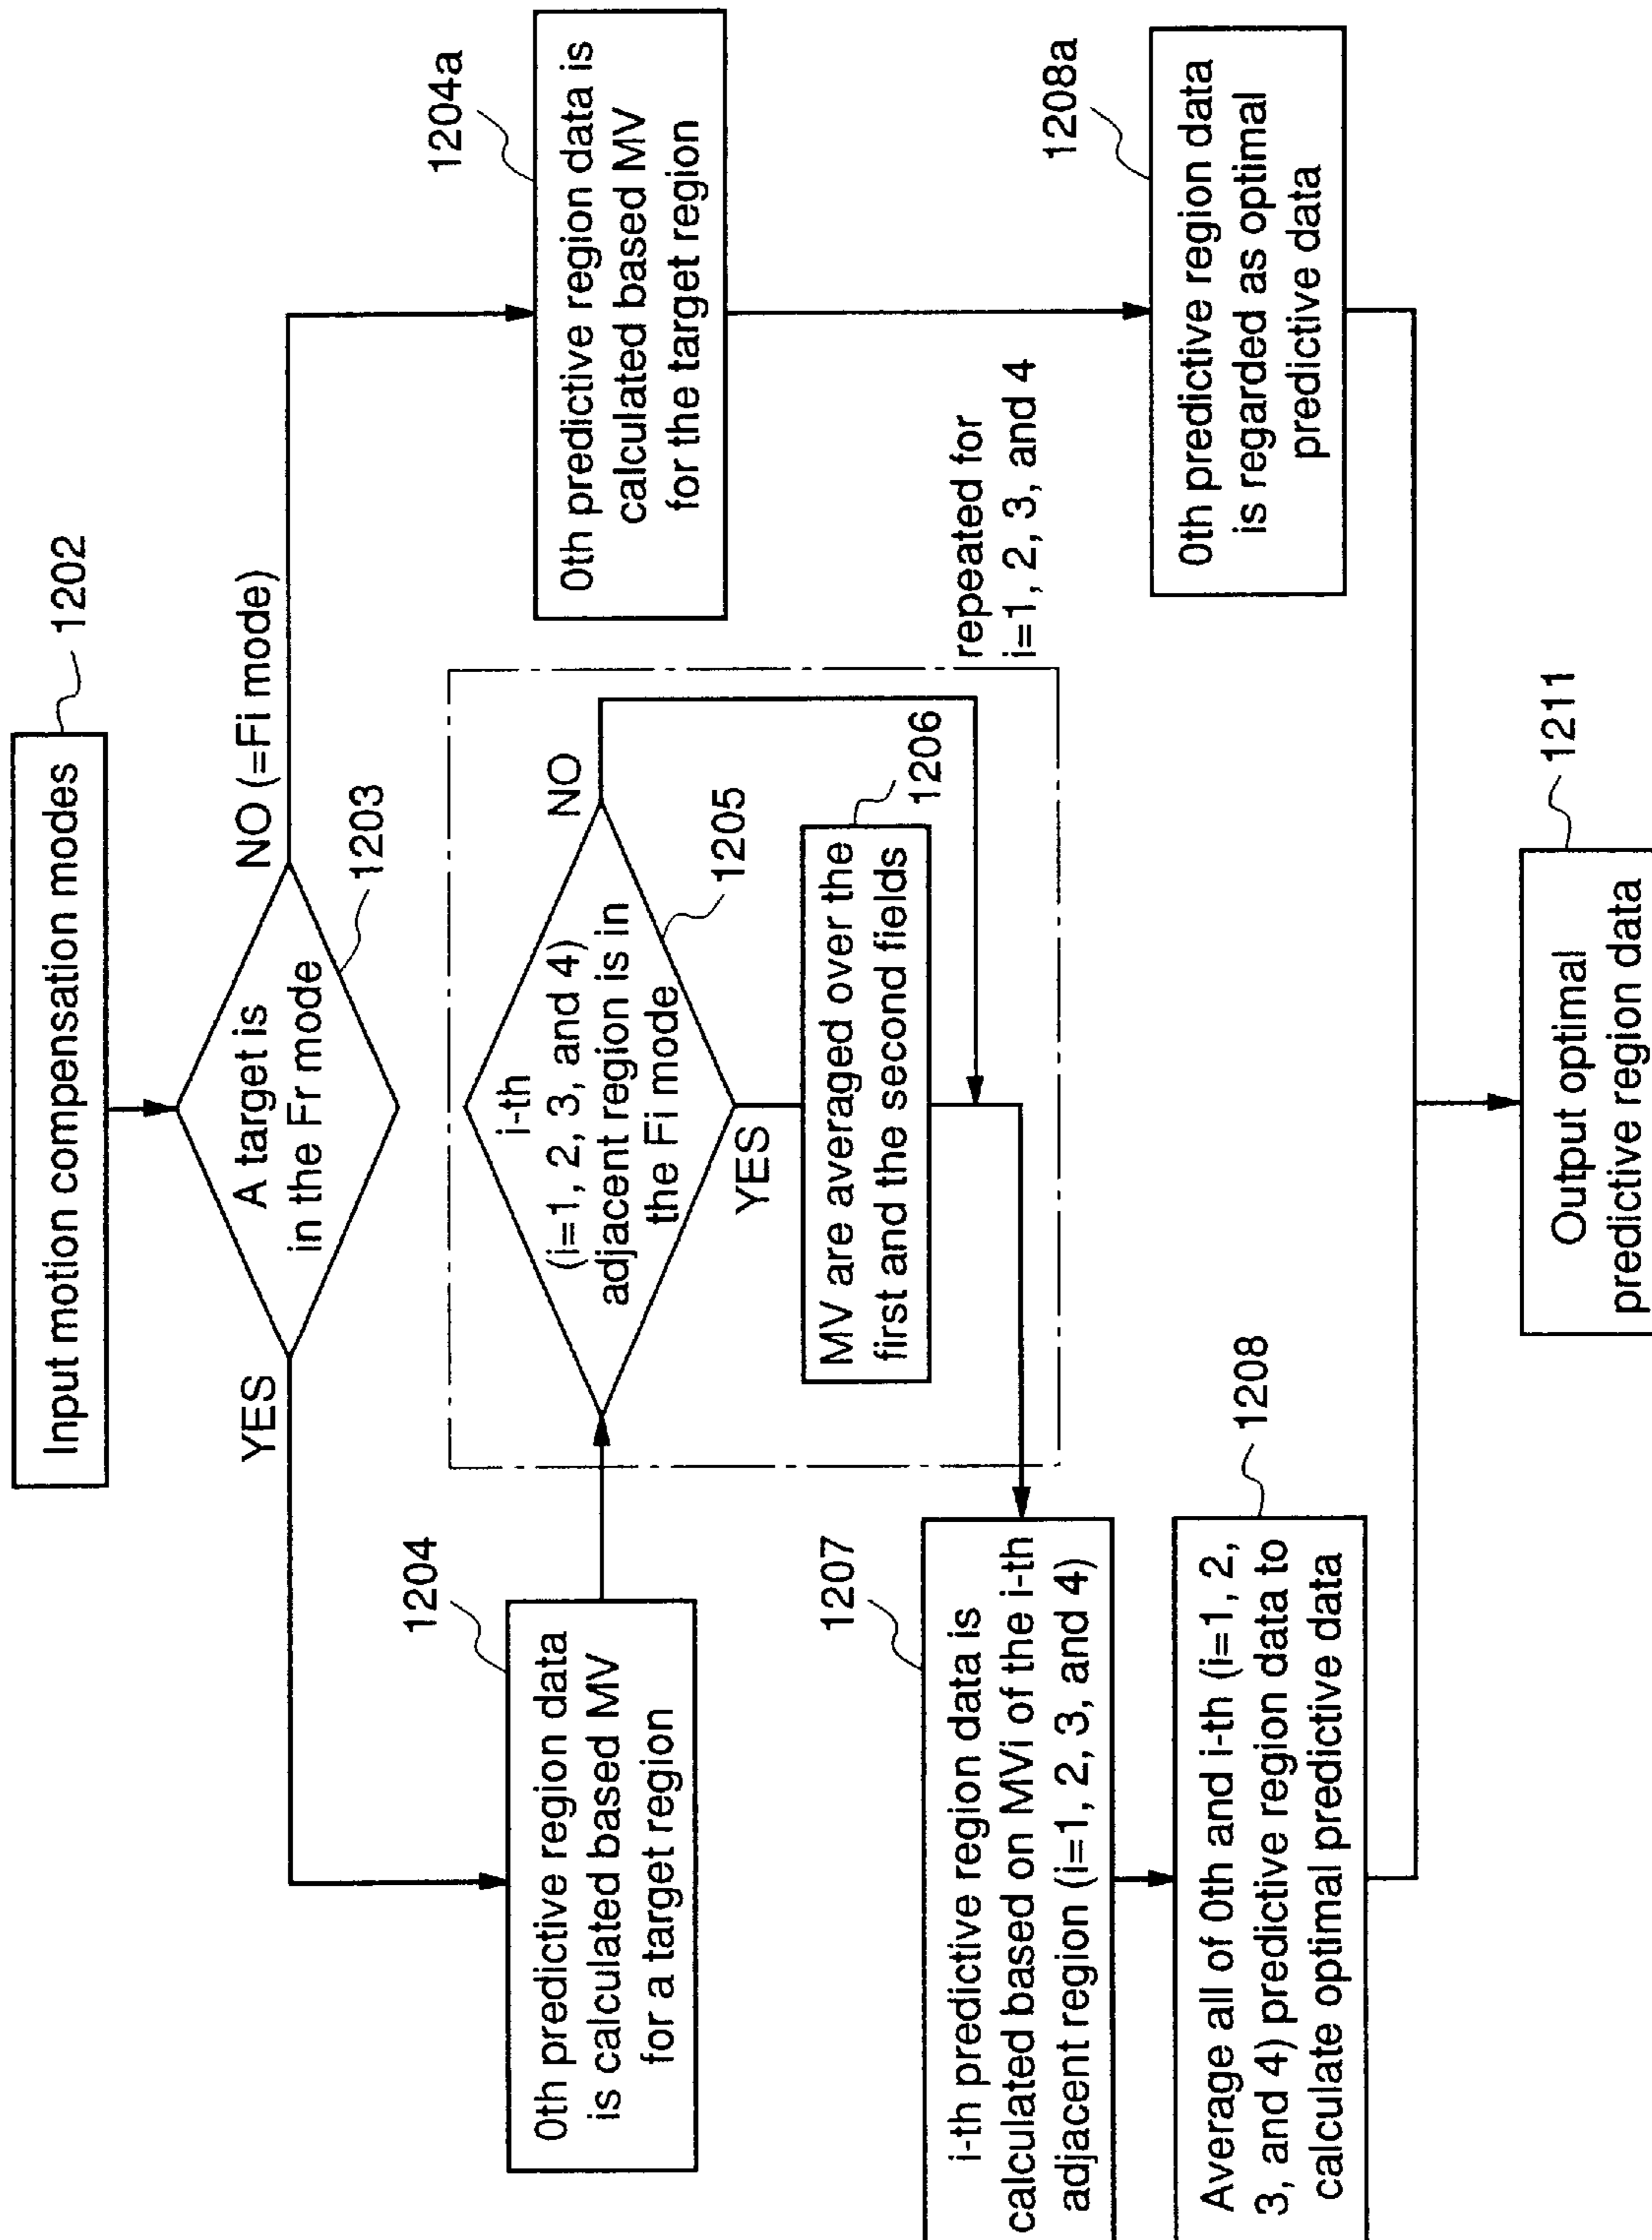 Input motion compensation modes
1202
A target is
in the Fr mode
1203
YES
NO (=Fi mode)
0th predictive region data
is calculated based MV
for a target region
1204
0th predictive region data is
calculated based MV
for the target region
1204a
i-th
(i=1, 2, 3, and 4)
adjacent region is in
the Fi mode
1205
NO
YES
MV are averaged over the
first and the second fields
1206
repeated for
i=1, 2, 3, and 4
i-th predictive region data is
calculated based on MVi of the i-th
adjacent region (i=1, 2, 3, and 4)
1207
Average all of 0th and i-th (i=1, 2,
3, and 4) predictive region data to
calculate optimal predictive data
1208
0th predictive region data
is regarded as optimal
predictive data
1208a
Output optimal
predictive region data
1211